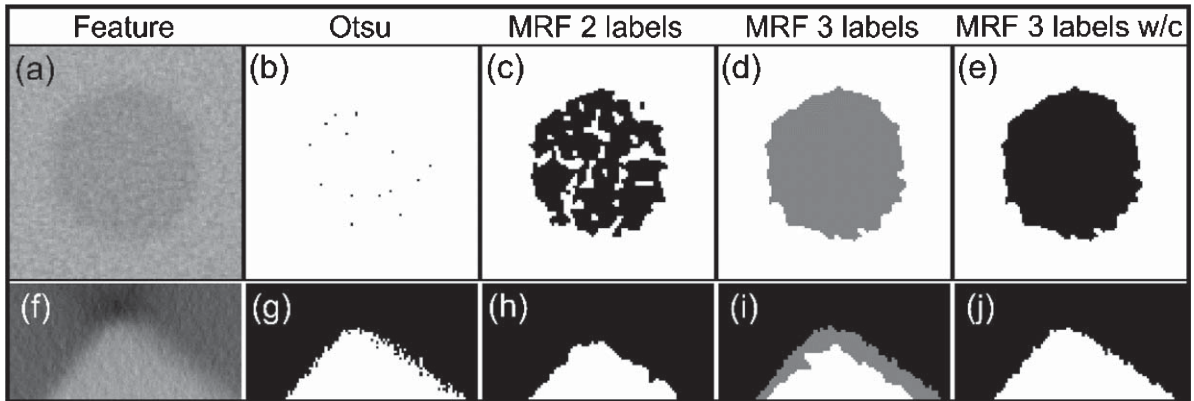 Feature Otsu MRF 2 labels MRF 3 labels MRF 3 labels w/c
(a) (b) (c) (d) (e)
(f) (g) (h) (i) (j)